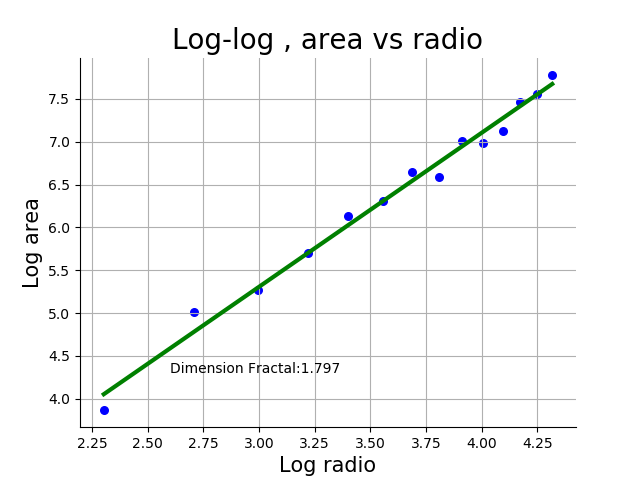 Log-log , area vs radio
7.5
7.0
6.5
6.0
5.5
5.0
4.5
4.0
Log area
Dimension Fractal:1.797
2.25 2.50 2.75 3.00 3.25 3.50 3.75 4.00 4.25
Log radio